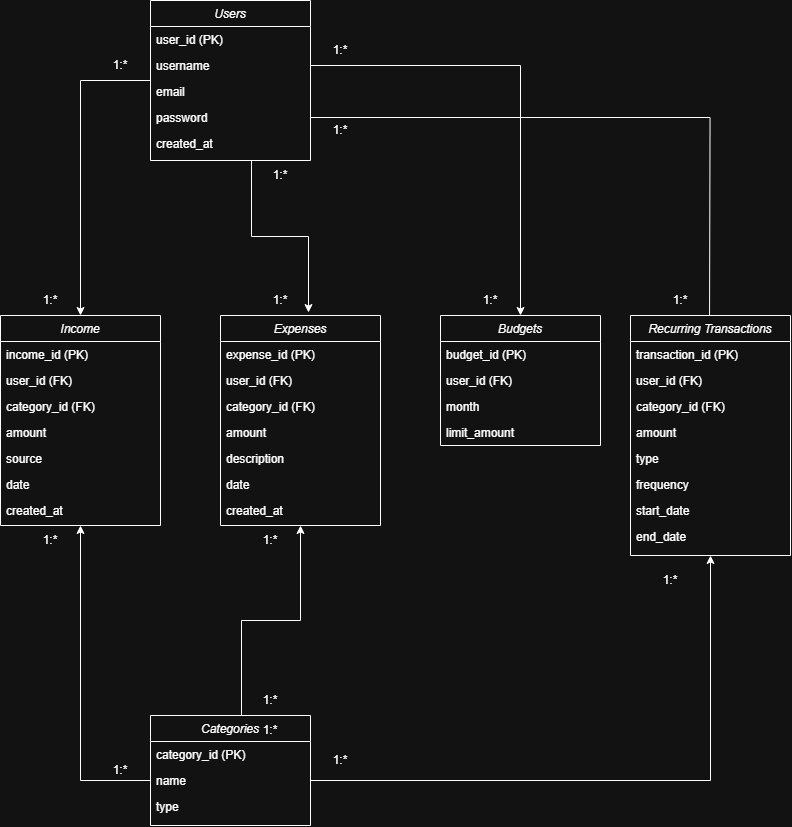 Users
user_id (PK)
username
email
password
created_at
1:*
1:*
1:*
1:*
1:*
1:*
1:*
1:*
Income
income_id (PK)
user_id (FK)
category_id (FK)
amount
source
date
created_at
Expenses
expense_id (PK)
user_id (FK)
category_id (FK)
amount
description
date
created_at
Budgets
budget_id (PK)
user_id (FK)
month
limit_amount
Recurring Transactions
transaction_id (PK)
user_id (FK)
category_id (FK)
amount
type
frequency
start_date
end_date
1:*
1:*
1:*
1:*
Categories 1:*
category_id (PK)
name
type
1:*
1:*